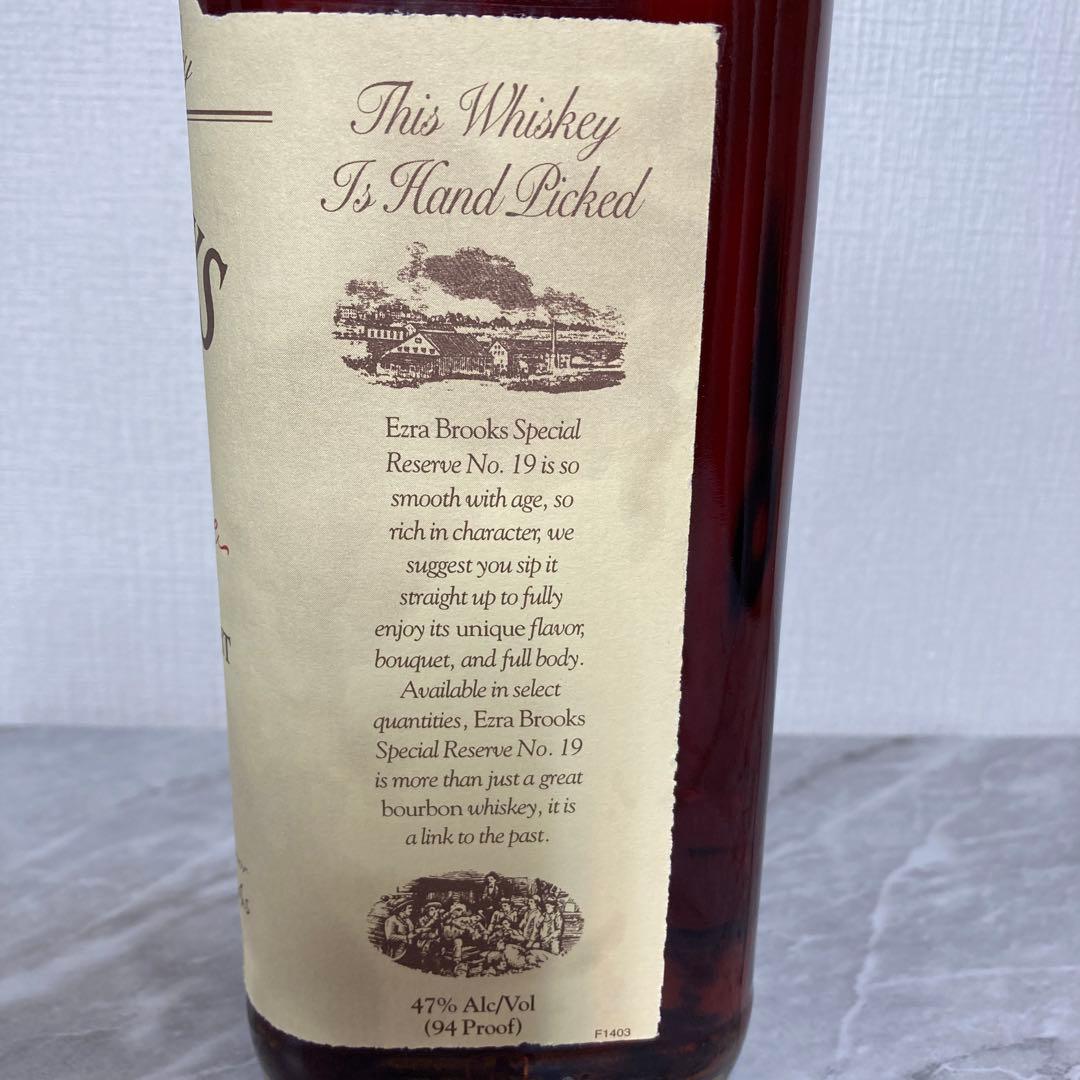 This Whiskey
Is Hand Picked
Ezra Brooks Special
Reserve No. 19 is so
smooth with age, so
rich in character, we
suggest you sip it
straight up to fully
enjoy its unique flavor,
bouquet, and full body.
Available in select
quantities, Ezra Brooks
Special Reserve No. 19
is more than just a great
bourbon whiskey, it is
a link to the past.
47% Alc/Vol
(94 Proof)
F1403